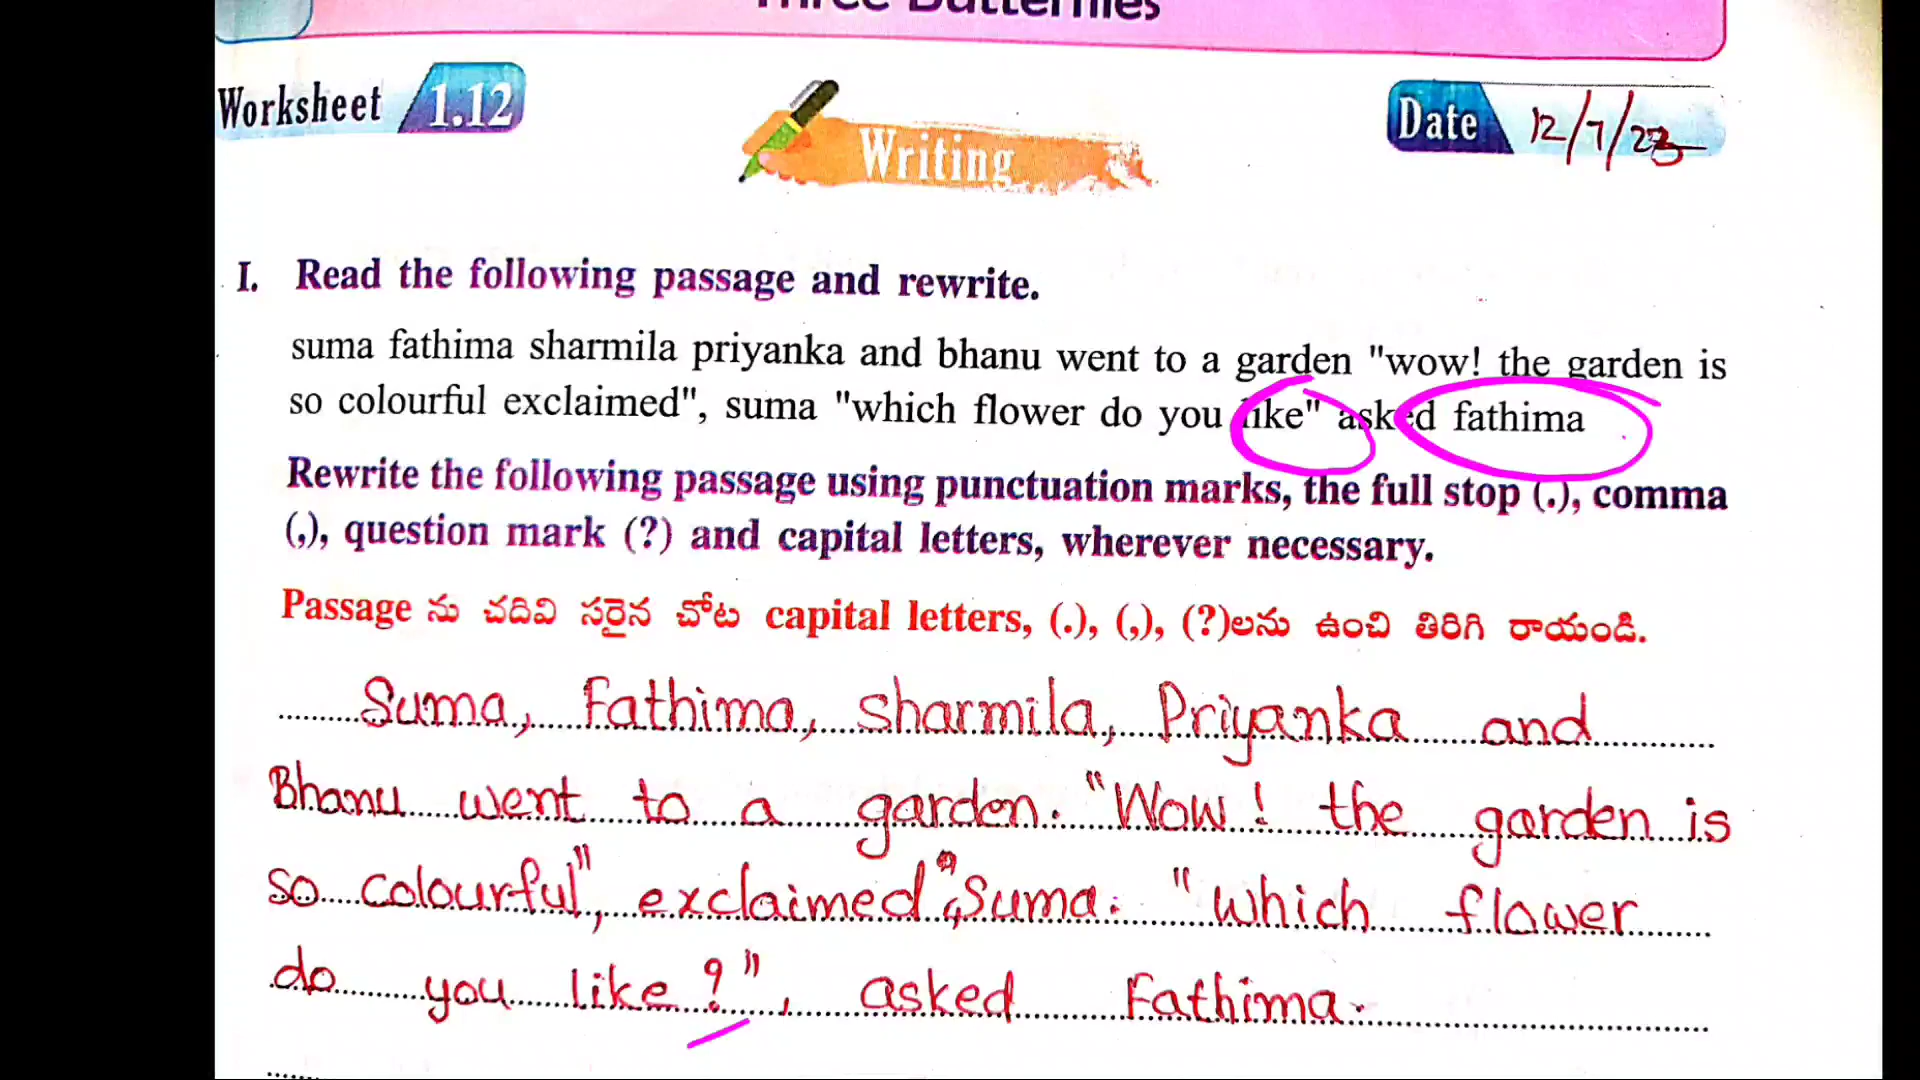 Three Butterflies
Worksheet 1.12
Writing
Date 12/7/23
I. Read the following passage and rewrite.
suma fathima sharmila priyanka and bhanu went to a garden "wow! the garden is
so colourful exclaimed", suma "which flower do you like" asked fathima
Rewrite the following passage using punctuation marks, the full stop (.), comma
(,), question mark (?) and capital letters, wherever necessary.
Passage ను చదివి సరైన చోట capital letters, (.), (,), (?)లను ఉంచి తిరిగి రాయండి.
Suma, Fathima, Sharmila, Priyanka and
Bhanu went to a garden. "Wow! the garden is
so colourful", exclaimed, Suma. "Which flower
do you like?", asked Fathima.